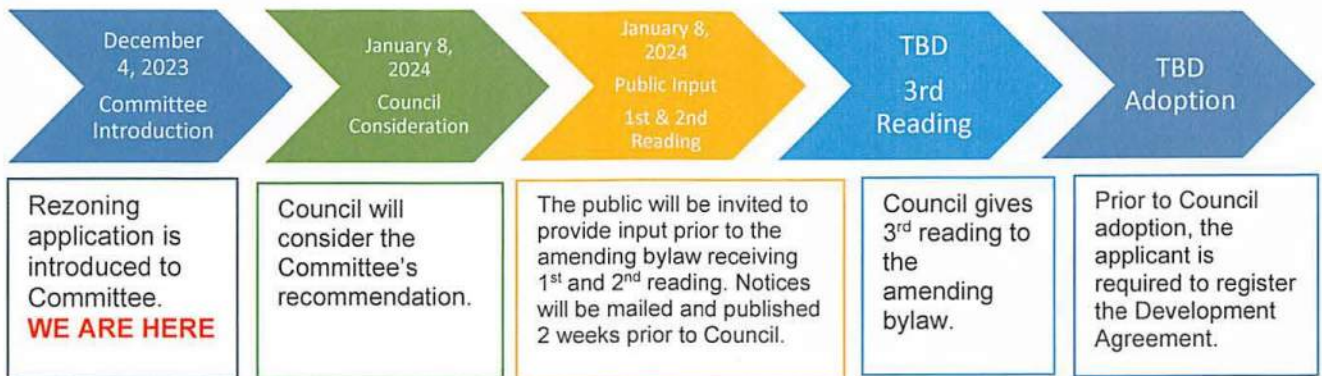 December
4, 2023
Committee
Introduction
January 8,
2024
Council
Consideration
January 8,
2024
Public Input
1st & 2nd
Reading
TBD
3rd
Reading
TBD
Adoption
Rezoning
application is
introduced to
Committee.
WE ARE HERE
Council will
consider the
Committee's
recommendation.
The public will be invited to
provide input prior to the
amending bylaw receiving
1st and 2nd reading. Notices
will be mailed and published
2 weeks prior to Council.
Council gives
3rd reading to
the
amending
bylaw.
Prior to Council
adoption, the
applicant is
required to register
the Development
Agreement.